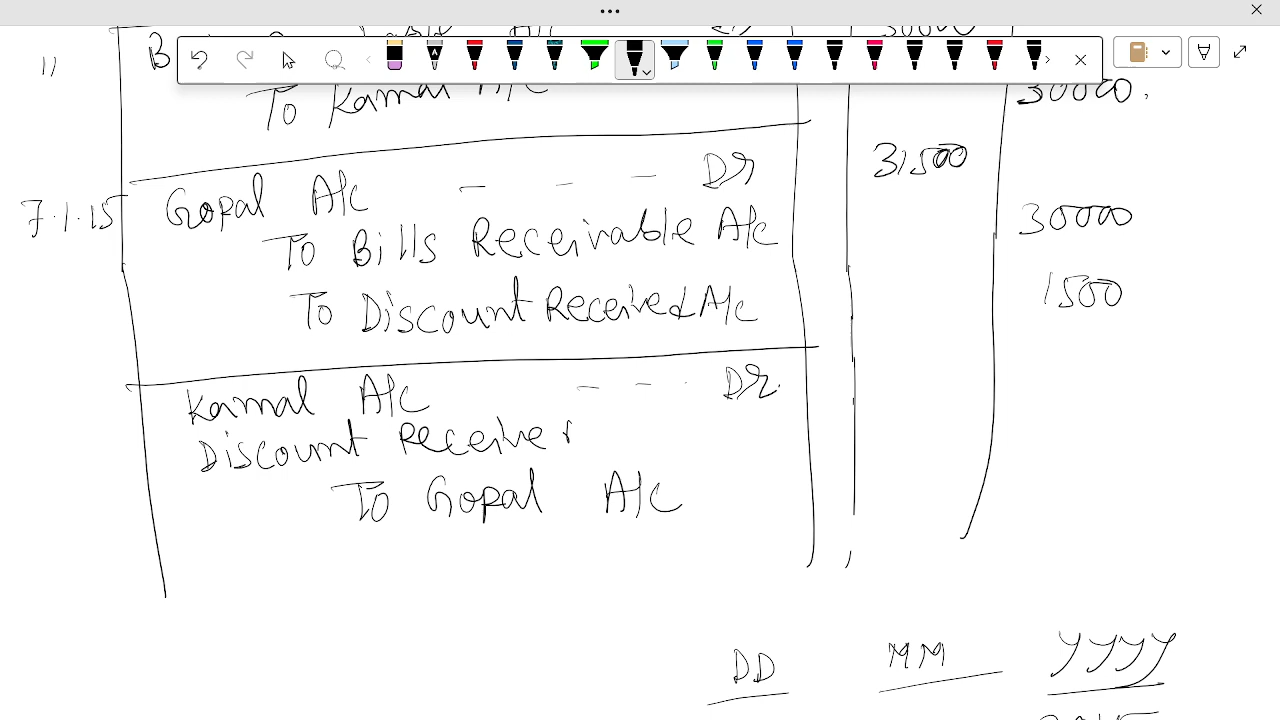 30000
11 B
To Kamal A/c 30000.
7.1.15 Gopal A/c - - - Dr 31500
To Bills Receivable A/c 30000
To Discount Received A/c 1500
Kamal A/c - - - Dr.
Discount Receive
To Gopal A/c
DD MM YYYY